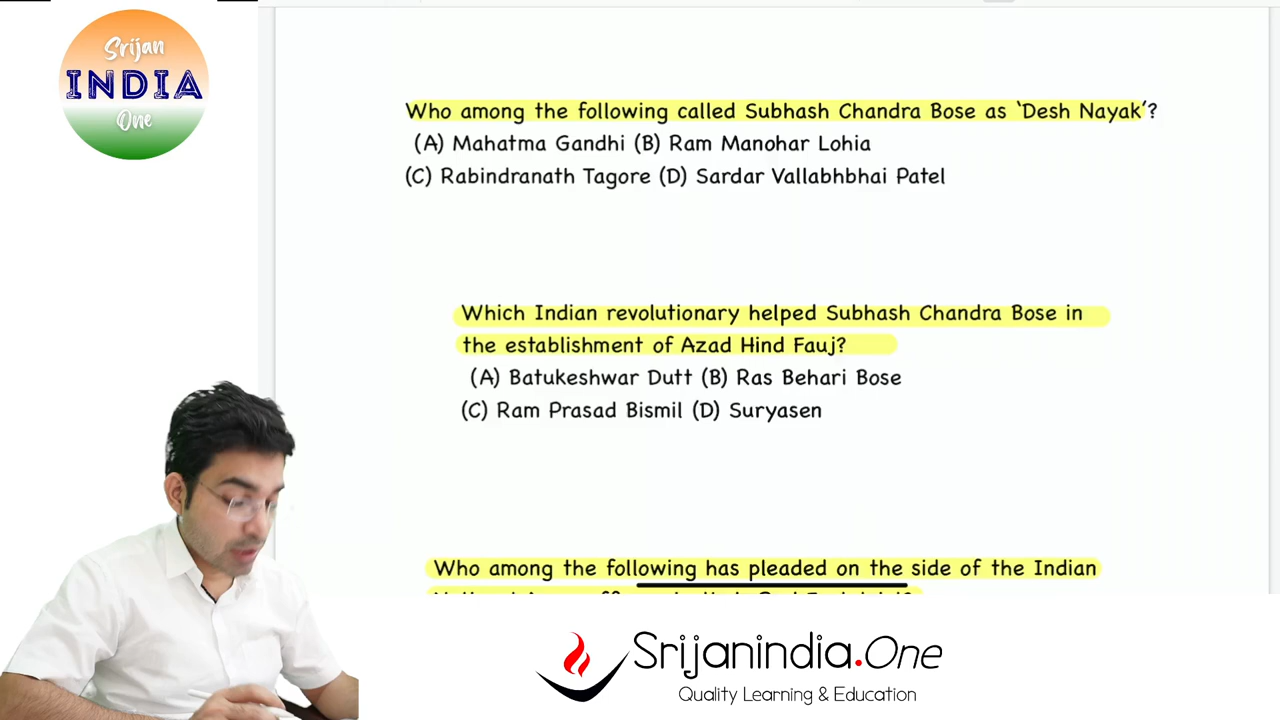 Srijan
INDIA
One
Who among the following called Subhash Chandra Bose as 'Desh Nayak'?
(A) Mahatma Gandhi (B) Ram Manohar Lohia
(C) Rabindranath Tagore (D) Sardar Vallabhbhai Patel
Which Indian revolutionary helped Subhash Chandra Bose in
the establishment of Azad Hind Fauj?
(A) Batukeshwar Dutt (B) Ras Behari Bose
(C) Ram Prasad Bismil (D) Suryasen
Who among the following has pleaded on the side of the Indian
Srijanindia.One
Quality Learning & Education